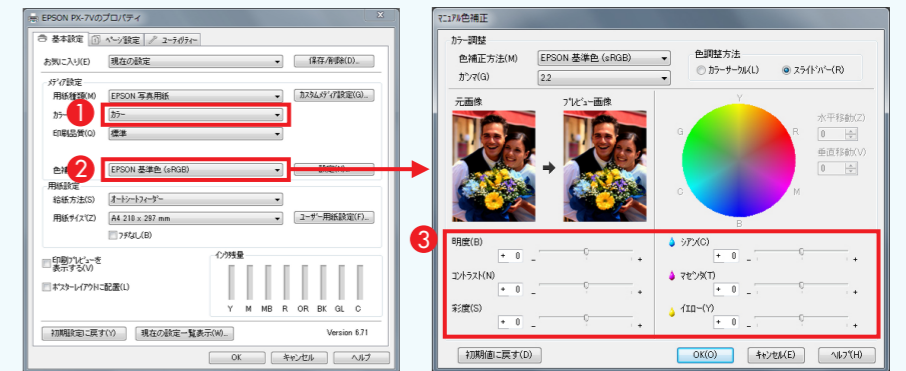 EPSON PX-7Vのプロパティ
基本設定 ページ設定 ユーティリティー
お気に入り(E) 現在の設定 保存/削除(D)...
メディア設定
用紙種類(M) EPSON 写真用紙 カスタムメディア設定(G)...
1
カラー
印刷品質(Q) 標準
2
EPSON 基準色 (sRGB)
用紙設定
給紙方法(S) オートシートフィーダー
用紙サイズ(Z) A4 210 x 297 mm ユーザー用紙設定(F)...
フチなし(B)
印刷プレビューを
表示する(V)
インク残量
ポスターレイアウトに配置(L)
Y M MB R OR BK GL C
初期設定に戻す(Y) 現在の設定一覧表示(W)... Version 6.71
OK キャンセル ヘルプ
マニュアル色補正
カラー調整
色補正方法(M) EPSON 基準色 (sRGB)
ガンマ(G) 2.2
色調整方法
カラーサークル(L) スライドバー(R)
元画像 プレビュー画像
Y
G R
C M
B
水平移動(Z)
0
垂直移動(V)
0
3
明度(B) シアン(C)
+ 0 - + + 0 - +
コントラスト(N) マゼンタ(T)
+ 0 - + + 0 - +
彩度(S) イエロー(Y)
+ 0 - + + 0 - +
初期値に戻す(D) OK(O) キャンセル(E) ヘルプ(H)